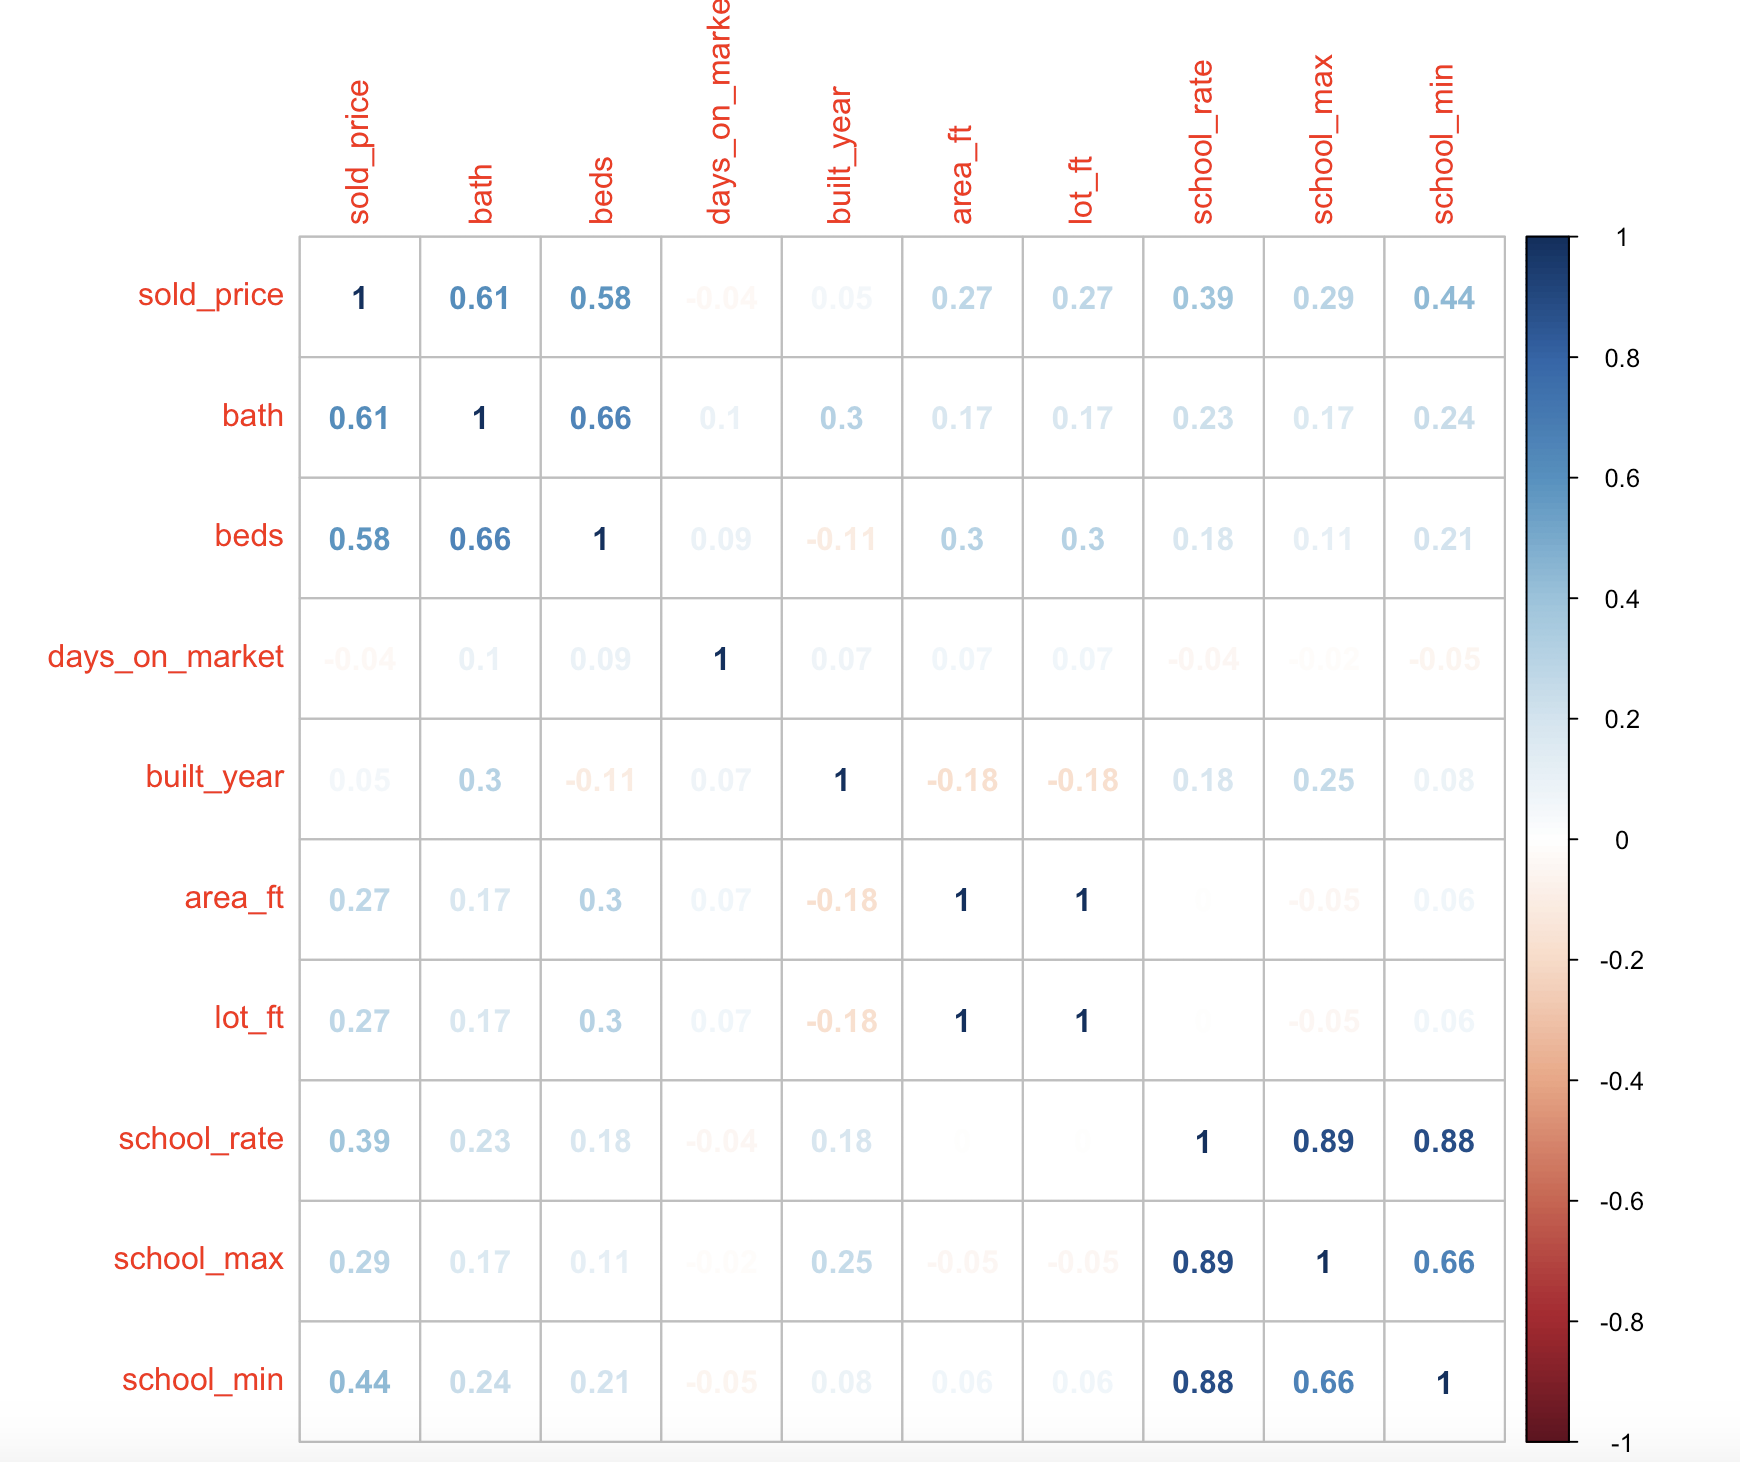 sold_price bath beds days_on_marke built_year area_ft lot_ft school_rate school_max school_min
sold_price 1 0.61 0.58 -0.04 0.05 0.27 0.27 0.39 0.29 0.44
bath 0.61 1 0.66 0.1 0.3 0.17 0.17 0.23 0.17 0.24
beds 0.58 0.66 1 0.09 -0.11 0.3 0.3 0.18 0.11 0.21
days_on_market -0.04 0.1 0.09 1 0.07 0.07 0.07 -0.04 -0.02 -0.05
built_year 0.05 0.3 -0.11 0.07 1 -0.18 -0.18 0.18 0.25 0.08
area_ft 0.27 0.17 0.3 0.07 -0.18 1 1 0 -0.05 0.06
lot_ft 0.27 0.17 0.3 0.07 -0.18 1 1 0 -0.05 0.06
school_rate 0.39 0.23 0.18 -0.04 0.18 1 0.89 0.88
school_max 0.29 0.17 0.11 -0.02 0.25 -0.05 -0.05 0.89 1 0.66
school_min 0.44 0.24 0.21 -0.05 0.08 0.06 0.06 0.88 0.66 1
1
0.8
0.6
0.4
0.2
0
-0.2
-0.4
-0.6
-0.8
-1